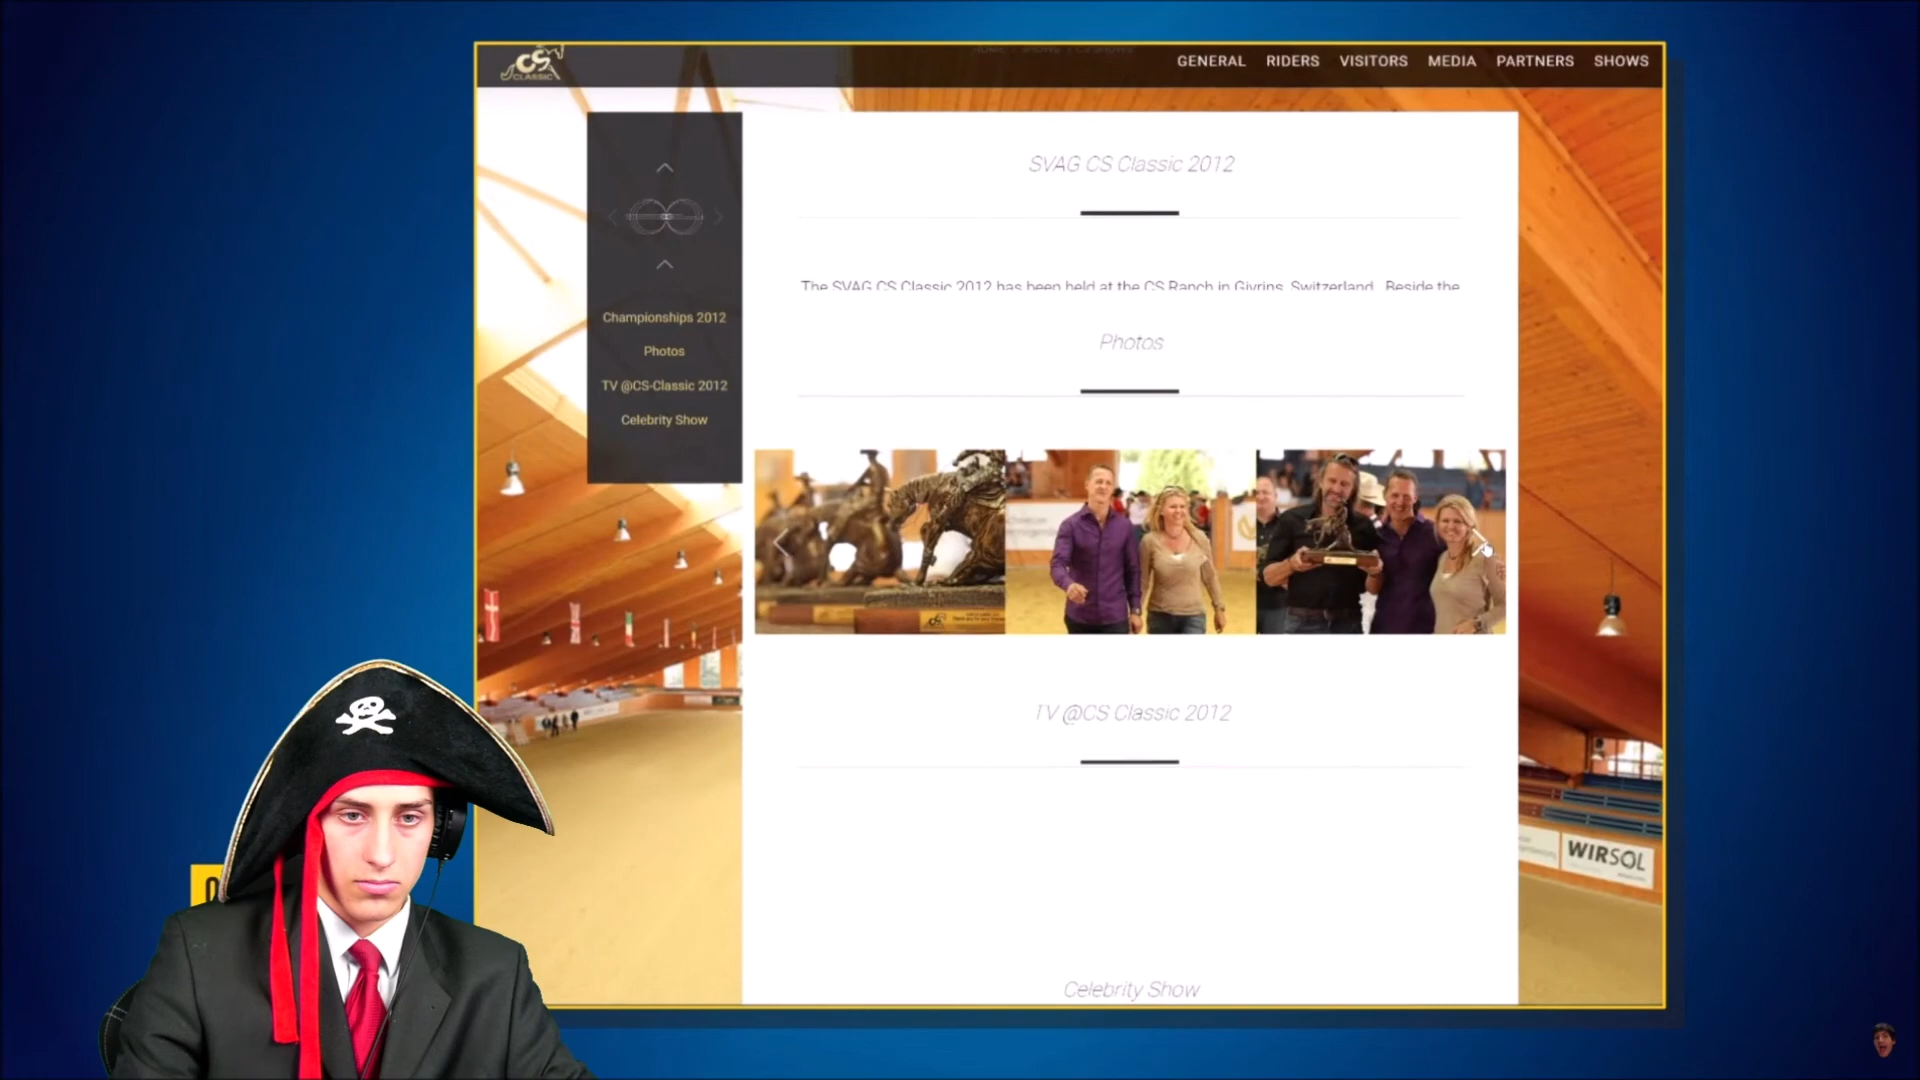 CS
CLASSIC
GENERAL RIDERS VISITORS MEDIA PARTNERS SHOWS
SVAG CS Classic 2012
The SVAG CS Classic 2012 has been held at the CS Ranch in Givrins, Switzerland. Beside the
Championships 2012
Photos
TV @CS-Classic 2012
Celebrity Show
Photos
TV @CS Classic 2012
WIRSOL
Celebrity Show